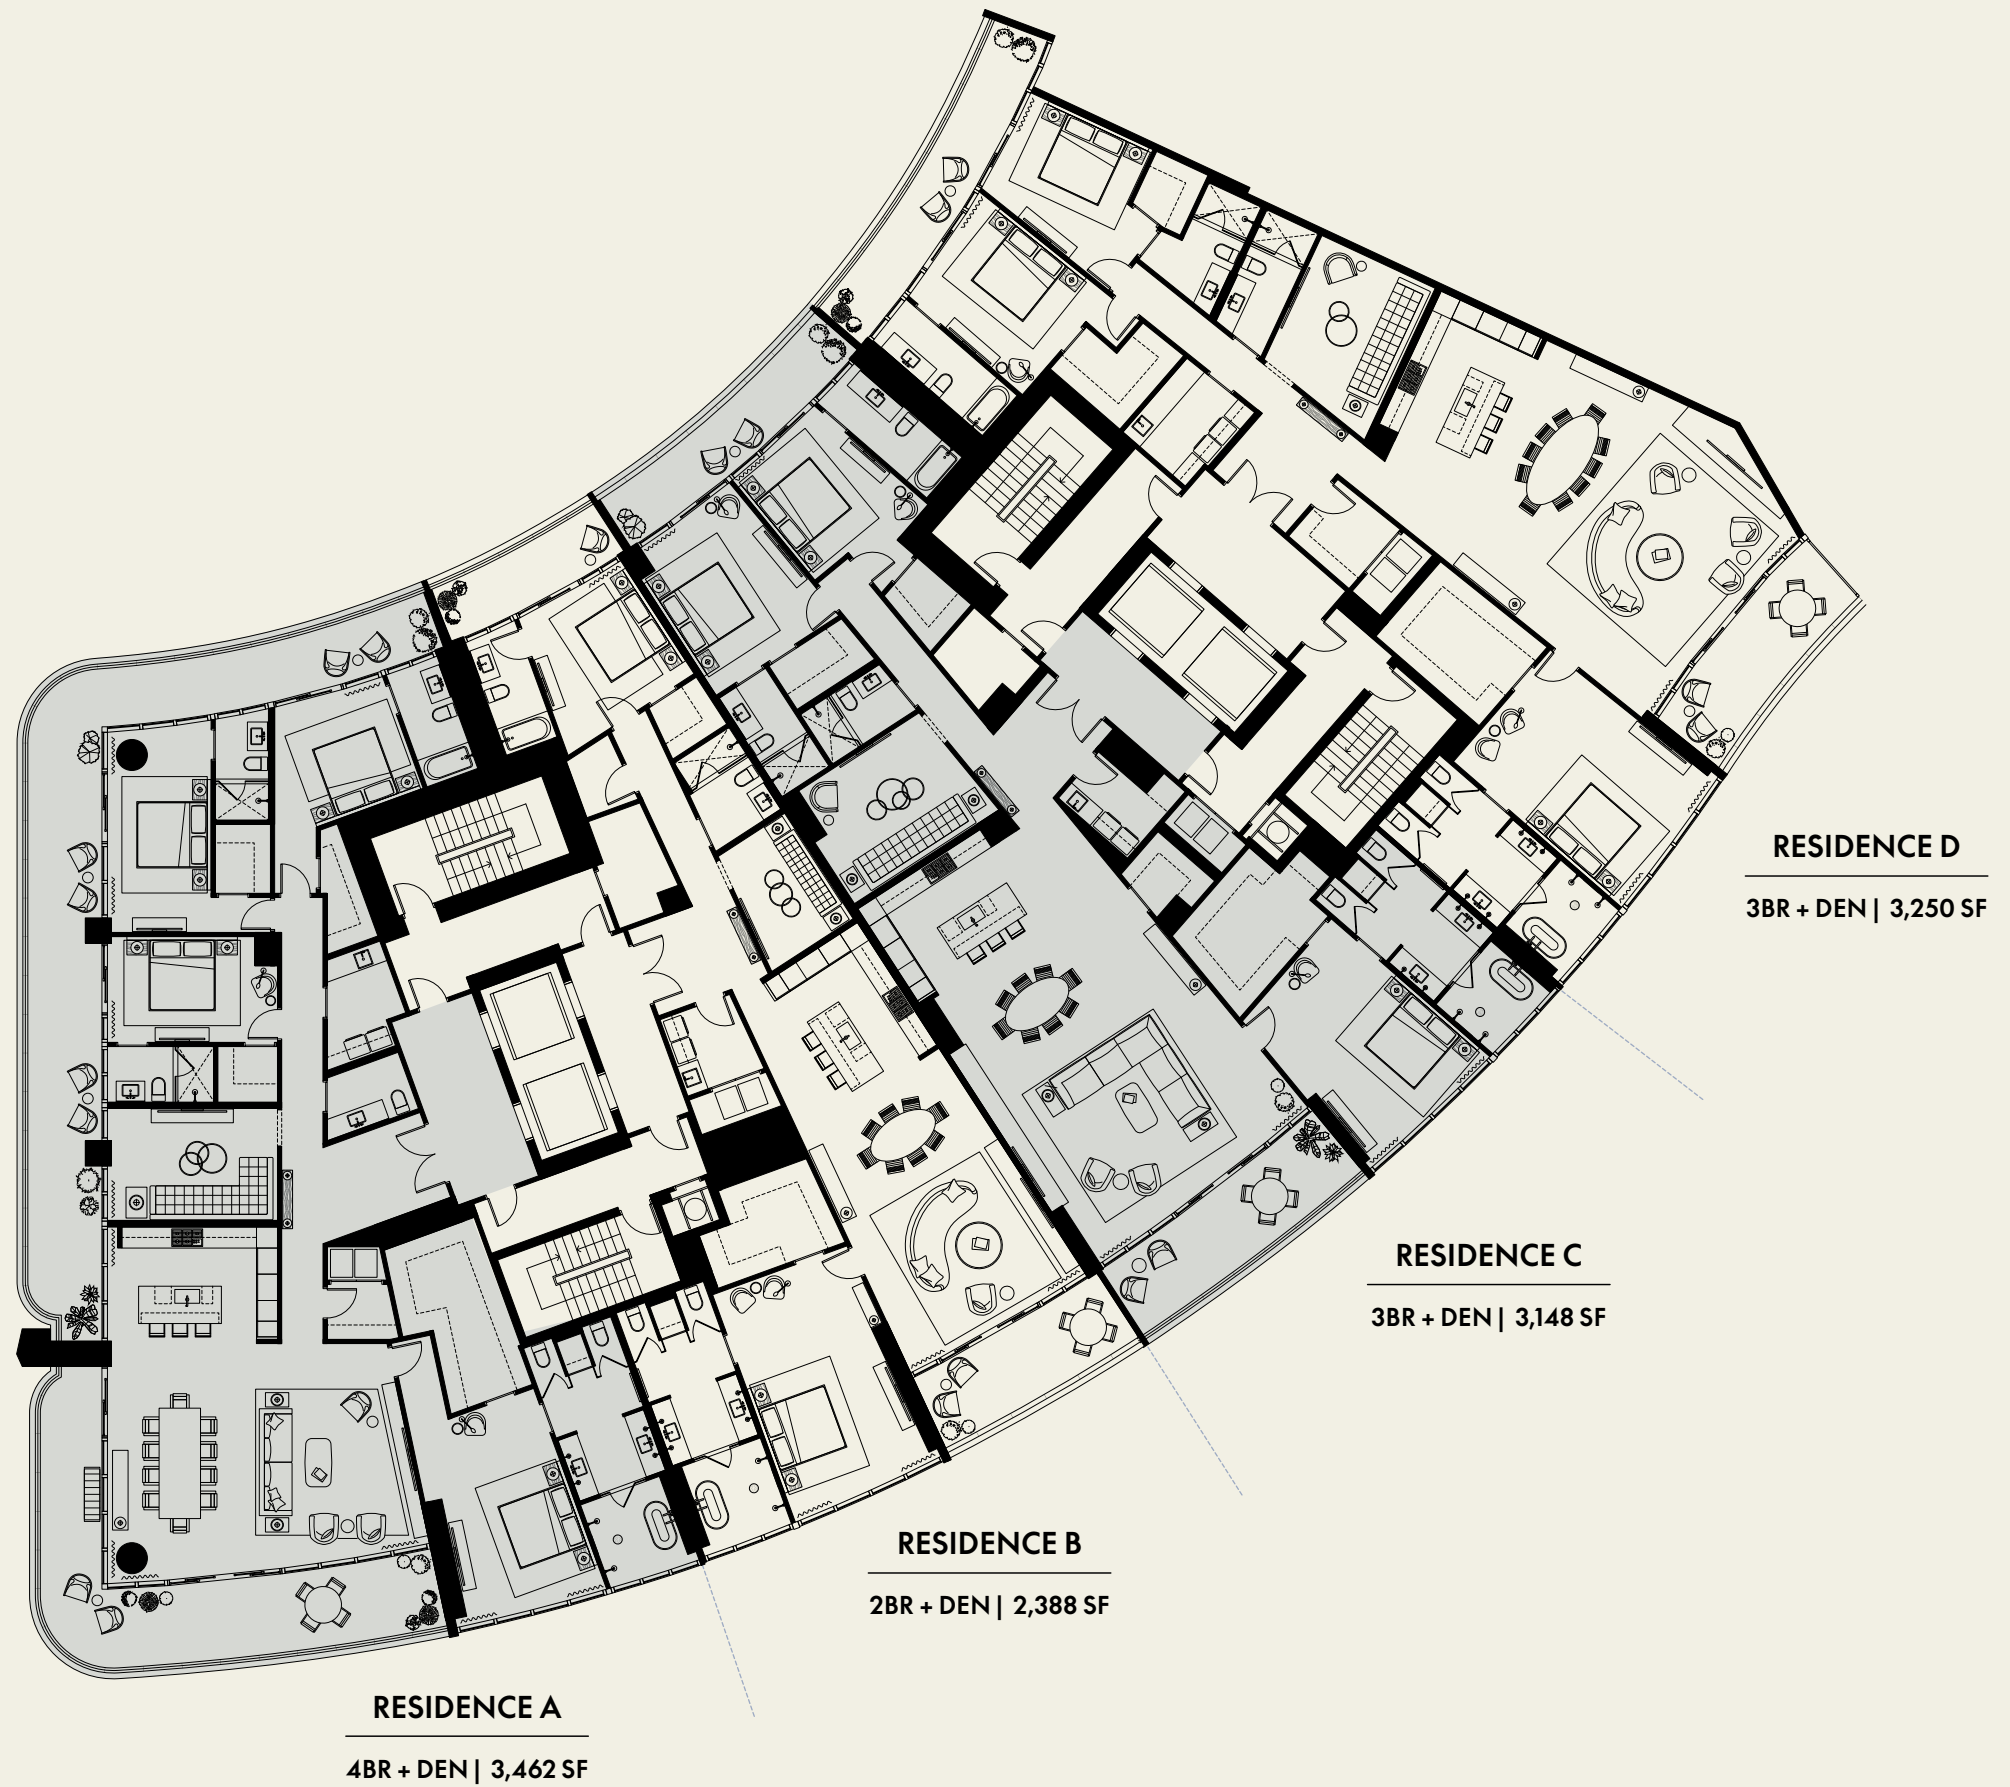 RESIDENCE D
3BR + DEN | 3,250 SF
RESIDENCE C
3BR + DEN | 3,148 SF
RESIDENCE B
2BR + DEN | 2,388 SF
RESIDENCE A
4BR + DEN | 3,462 SF